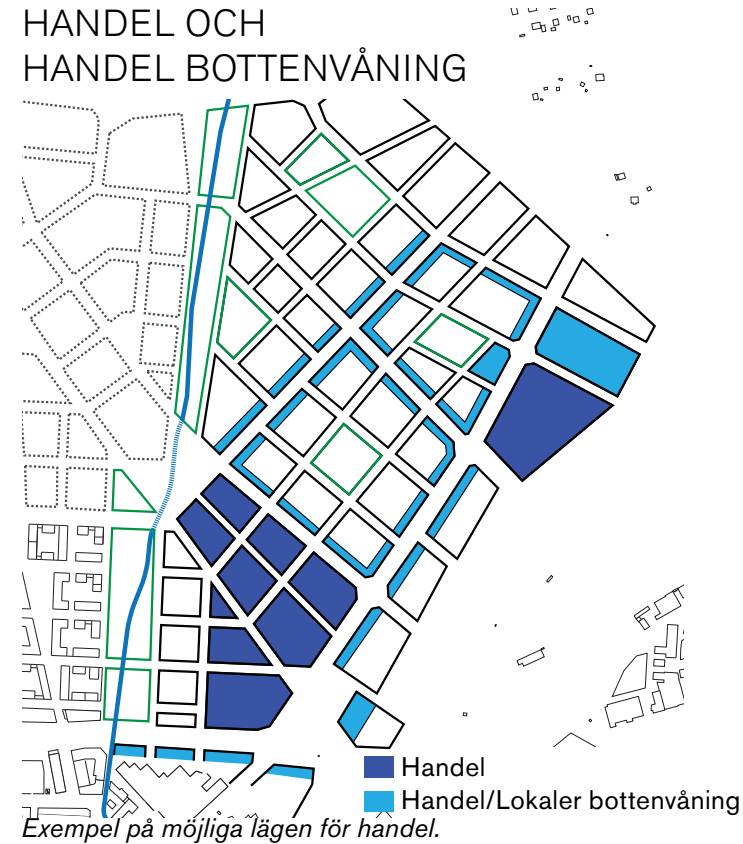 HANDEL OCH
HANDEL BOTTENVÅNING
Handel
Handel/Lokaler bottenvåning
Exempel på möjliga lägen för handel.